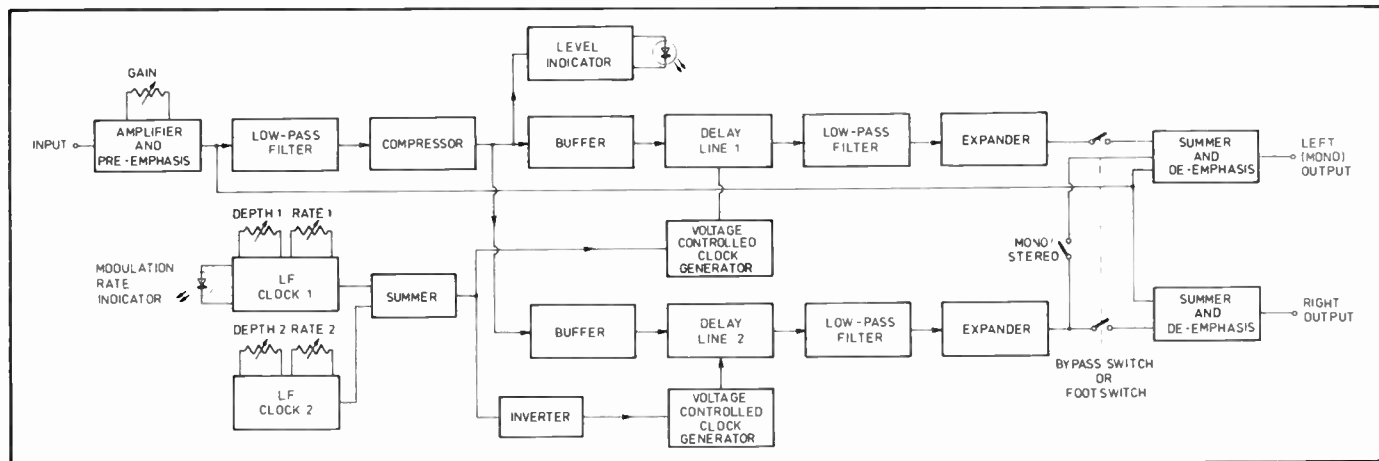 LEVEL
INDICATOR
GAIN
INPUT
AMPLIFIER
AND
PRE-EMPHASIS
LOW-PASS
FILTER
COMPRESSOR
BUFFER
DELAY
LINE 1
LOW-PASS
FILTER
EXPANDER
SUMMER
AND
DE-EMPHASIS
LEFT
(MONO)
OUTPUT
DEPTH 1
RATE 1
MODULATION
RATE
INDICATOR
LF
CLOCK 1
SUMMER
VOLTAGE
CONTROLLED
CLOCK
GENERATOR
MONO/
STEREO
DEPTH 2
RATE 2
LF
CLOCK 2
BUFFER
DELAY
LINE 2
LOW-PASS
FILTER
EXPANDER
SUMMER
AND
DE-EMPHASIS
RIGHT
OUTPUT
INVERTER
VOLTAGE
CONTROLLED
CLOCK
GENERATOR
BYPASS SWITCH
OR
FOOTSWITCH